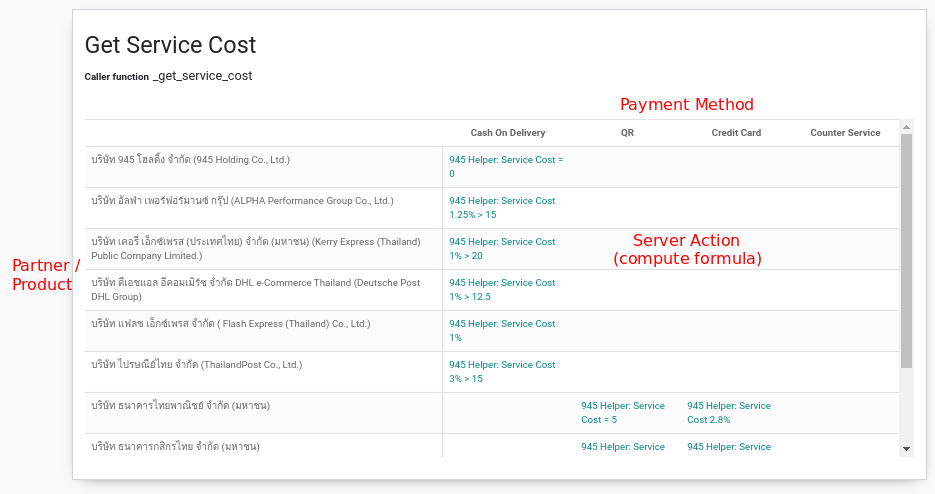 Get Service Cost
Caller function _get_service_cost
Payment Method
Cash On Delivery QR Credit Card Counter Service
บริษัท 945 โฮลดิ้ง จำกัด (945 Holding Co., Ltd.) 945 Helper: Service Cost =
0
บริษัท อัลฟ่า เพอร์ฟอร์มานซ์ กรุ๊ป (ALPHA Performance Group Co., Ltd.) 945 Helper: Service Cost
1.25% > 15
บริษัท เคอรี่ เอ็กซ์เพรส (ประเทศไทย) จำกัด (มหาชน) (Kerry Express (Thailand) 945 Helper: Service Cost Server Action
Public Company Limited.) 1% > 20 (compute formula)
Partner /
Product
บริษัท ดีเอชแอล อีคอมเมิร์ซ จำกัด DHL e-Commerce Thailand (Deutsche Post 945 Helper: Service Cost
DHL Group) 1% > 12.5
บริษัท แฟลช เอ็กซ์เพรส จำกัด ( Flash Express (Thailand) Co., Ltd.) 945 Helper: Service Cost
1%
บริษัท ไปรษณีย์ไทย จำกัด (ThailandPost Co., Ltd.) 945 Helper: Service Cost
3% > 15
บริษัท ธนาคารไทยพาณิชย์ จำกัด (มหาชน) 945 Helper: Service 945 Helper: Service
Cost = 5 Cost 2.8%
บริษัท ธนาคารกสิกรไทย จำกัด (มหาชน) 945 Helper: Service 945 Helper: Service